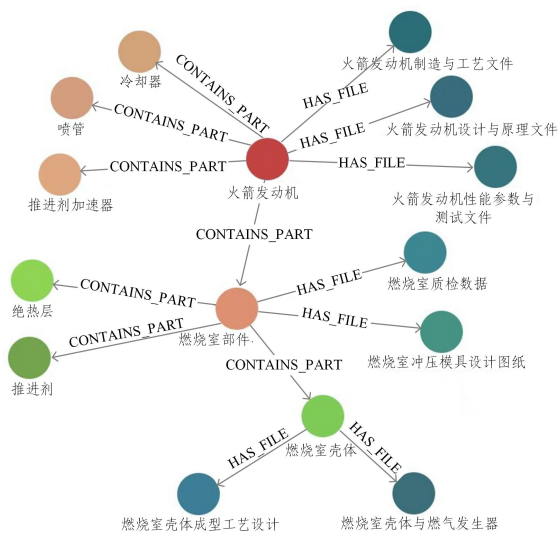 火箭发动机制造与工艺文件
冷却器
CONTAINS_PART
HAS_FILE
喷管
CONTAINS_PART
HAS_FILE
火箭发动机设计与原理文件
CONTAINS_PART
HAS_FILE
推进剂加速器
火箭发动机
火箭发动机性能参数与
测试文件
CONTAINS_PART
绝热层
CONTAINS_PART
HAS_FILE
燃烧室质检数据
CONTAINS_PART
HAS_FILE
燃烧室部件.
推进剂
燃烧室冲压模具设计图纸
CONTAINS_PART
燃烧室壳体
HAS_FILE
HAS_FILE
燃烧室壳体成型工艺设计
燃烧室壳体与燃气发生器